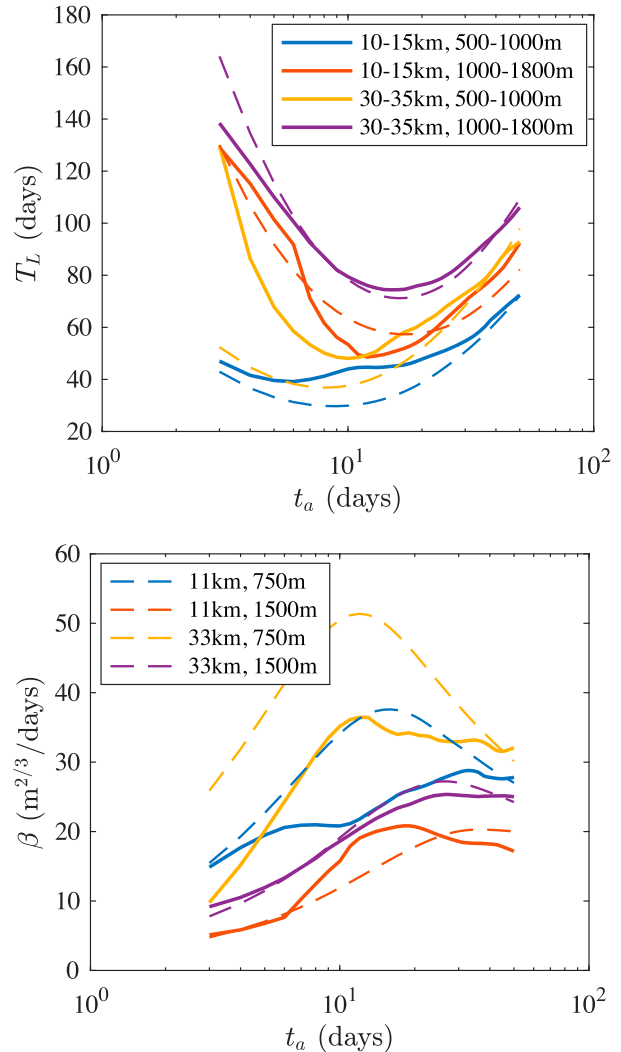 180
160
140
120
100
80
60
40
20
T_L (days)
10-15km, 500-1000m
10-15km, 1000-1800m
30-35km, 500-1000m
30-35km, 1000-1800m
10^0
10^1
10^2
t_a (days)
60
50
40
30
20
10
0
β (m^{2/3}/days)
11km, 750m
11km, 1500m
33km, 750m
33km, 1500m
10^0
10^1
10^2
t_a (days)